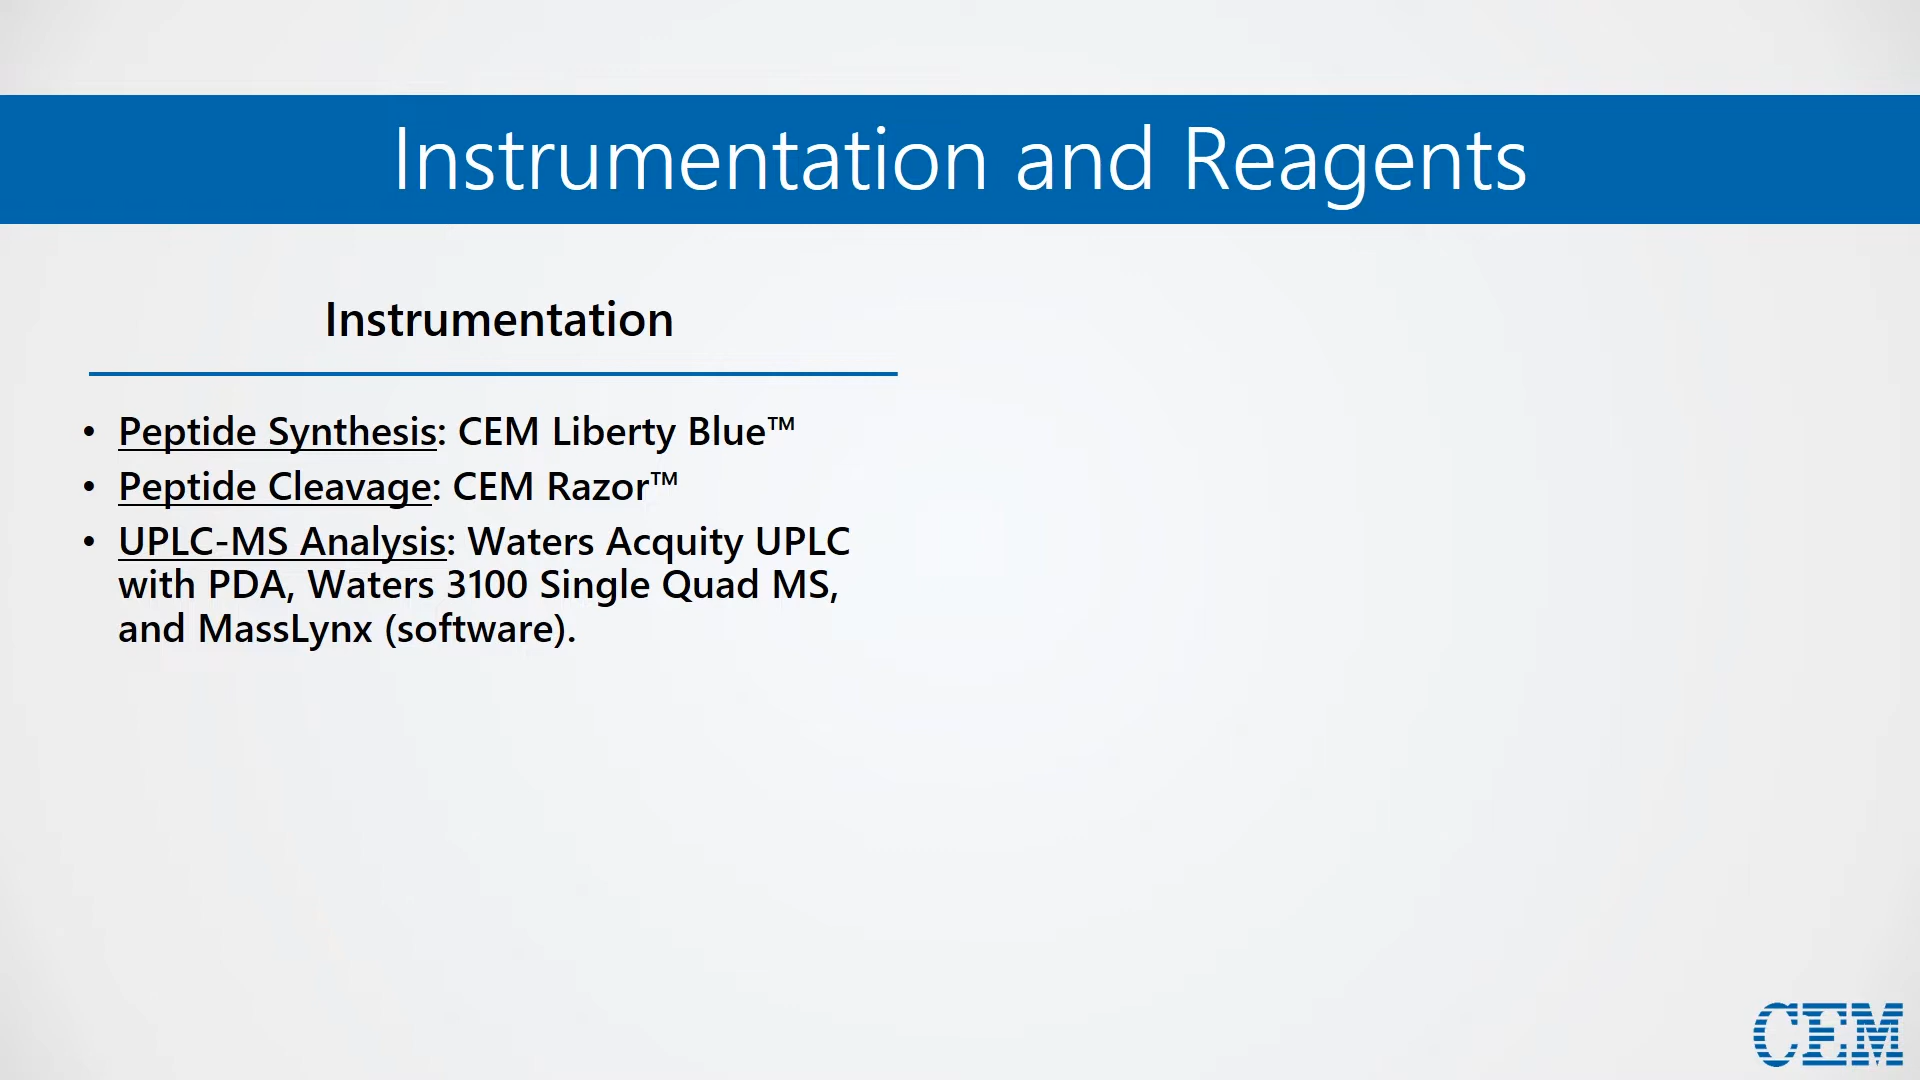 Instrumentation and Reagents
Instrumentation
• Peptide Synthesis: CEM Liberty Blue™
• Peptide Cleavage: CEM Razor™
• UPLC-MS Analysis: Waters Acquity UPLC
with PDA, Waters 3100 Single Quad MS,
and MassLynx (software).
CEM